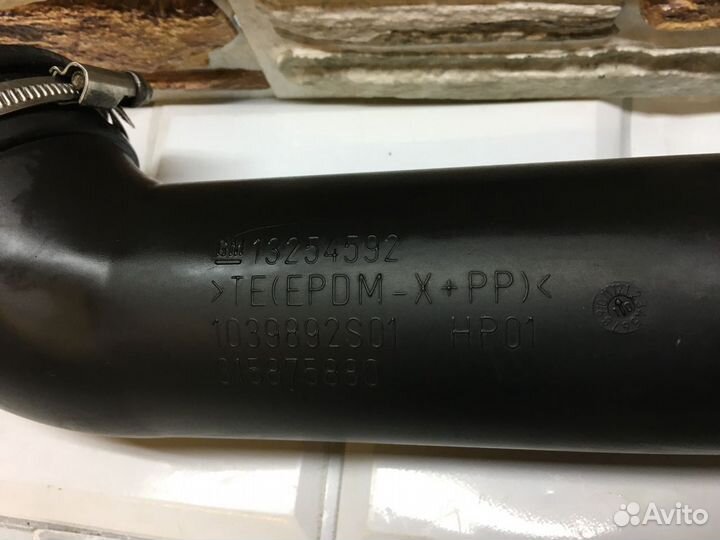 GM 13254592
>TE(EPDM-X+PP)<
1039892S01 HP01
315875880
Avito